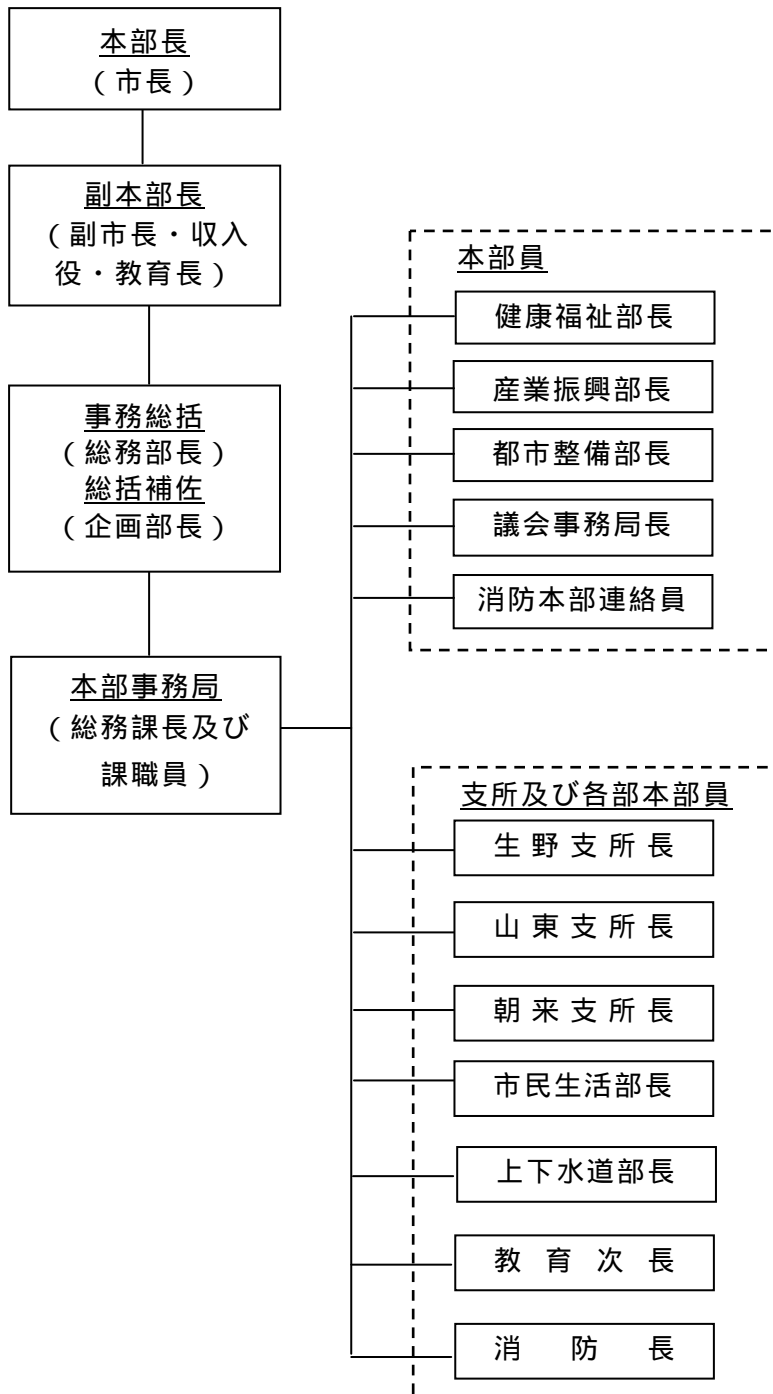 本部長
（市長）
副本部長
（副市長・収入
役・教育長）
事務総括
（総務部長）
総括補佐
（企画部長）
本部事務局
（総務課長及び
課職員）
本部員
健康福祉部長
産業振興部長
都市整備部長
議会事務局長
消防本部連絡員
支所及び各部本部員
生野支所長
山東支所長
朝来支所長
市民生活部長
上下水道部長
教育次長
消防長